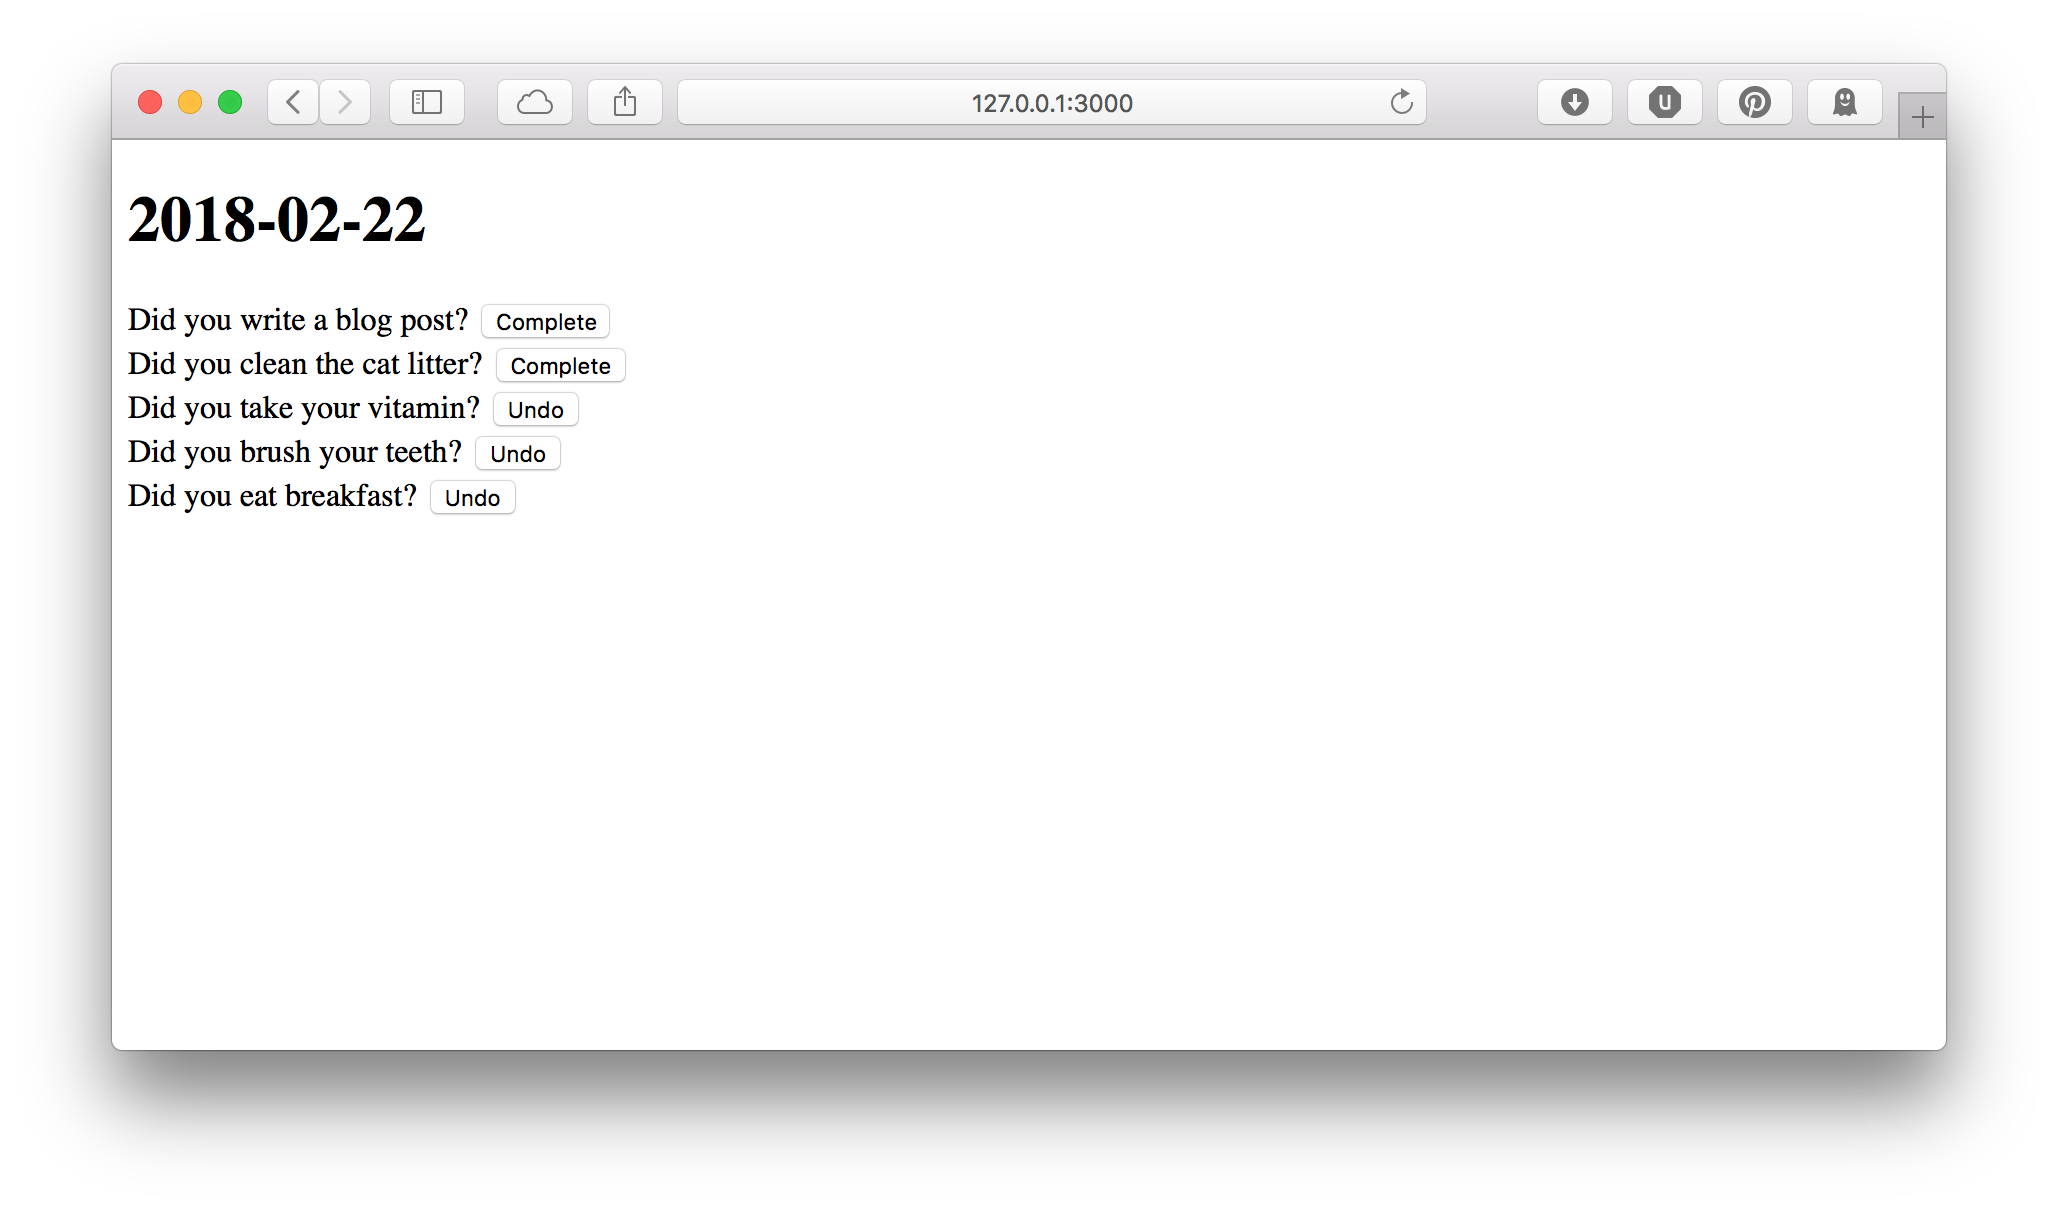 127.0.0.1:3000
2018-02-22
Did you write a blog post? Complete
Did you clean the cat litter? Complete
Did you take your vitamin? Undo
Did you brush your teeth? Undo
Did you eat breakfast? Undo